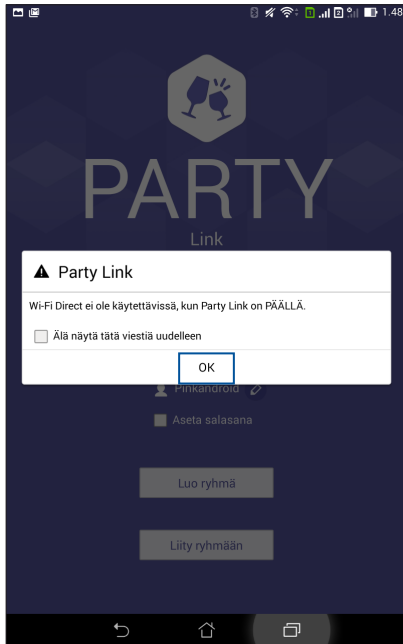 1.48
PARTY
Link
Party Link
Wi-Fi Direct ei ole käytettävissä, kun Party Link on PÄÄLLÄ.
Älä näytä tätä viestiä uudelleen
OK
Pinkandroid
Aseta salasana
Luo ryhmä
Liity ryhmään